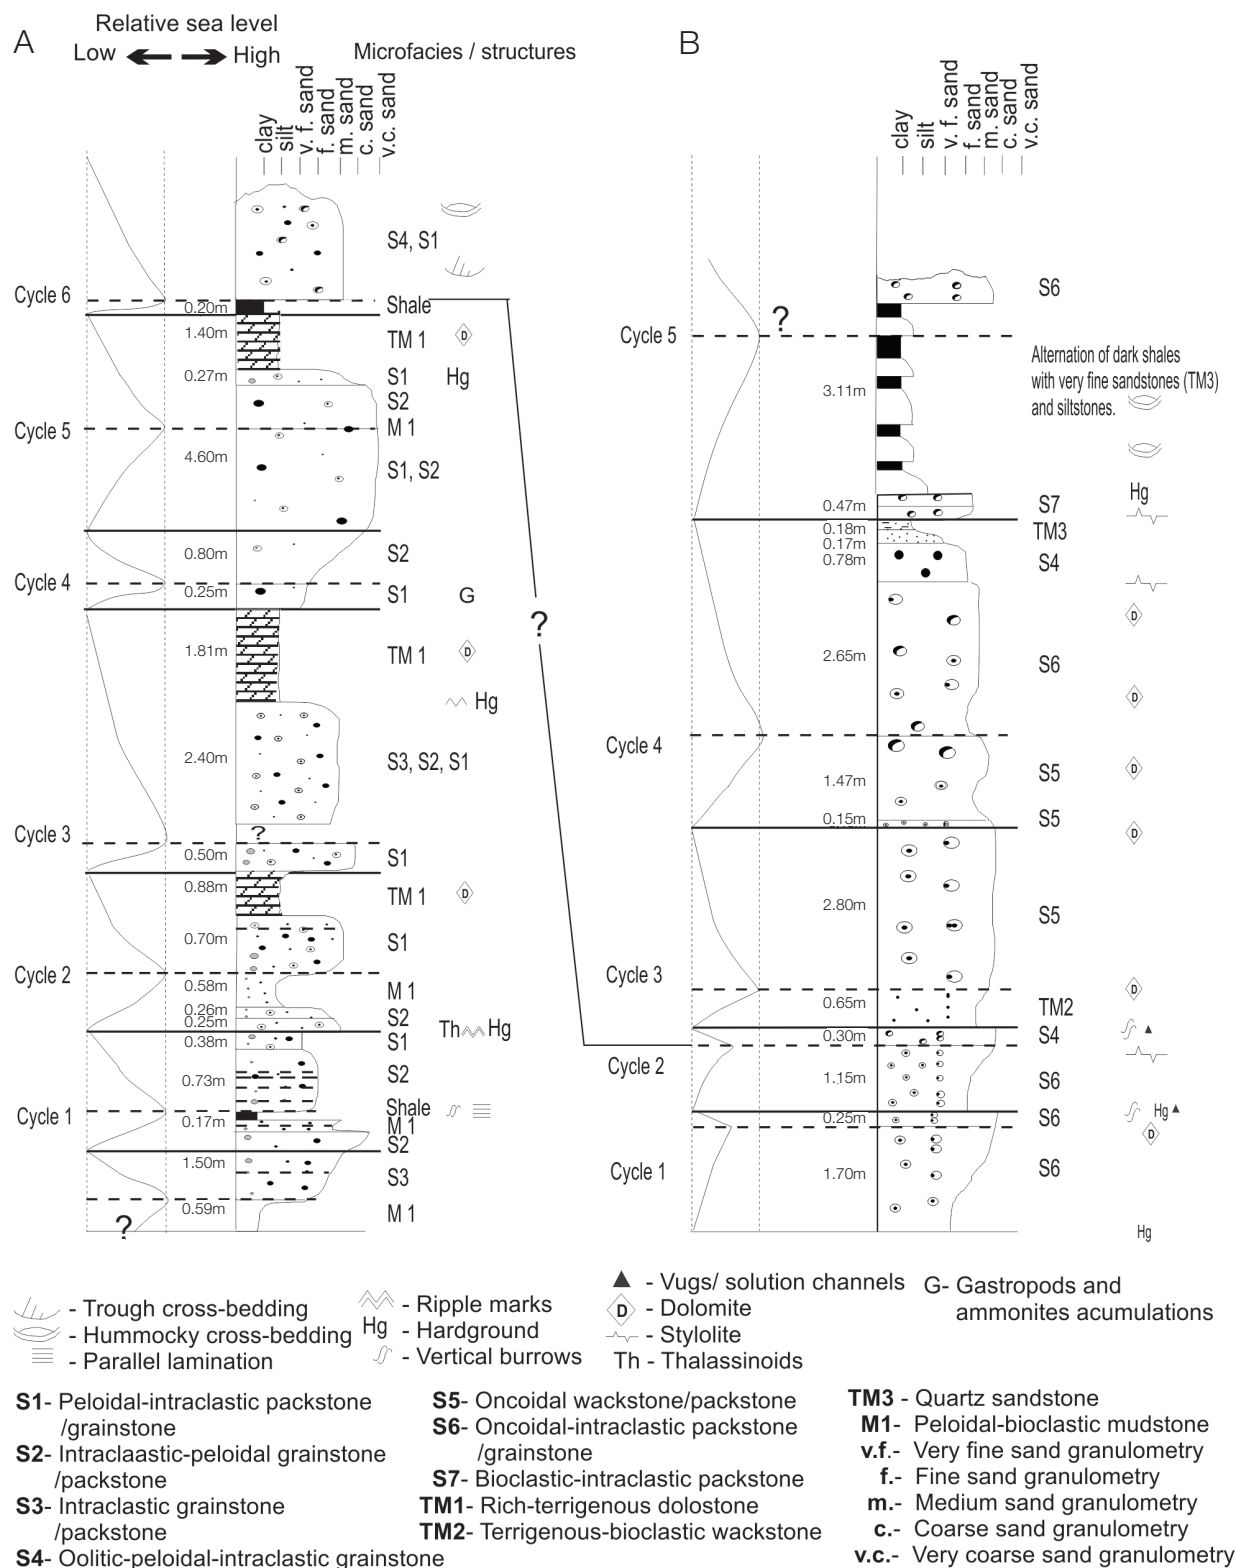 A
Relative sea level
Low High
Microfacies / structures
clay
silt
v. f. sand
f. sand
m. sand
c. sand
v.c. sand
S4, S1
Cycle 6
0.20m
Shale
1.40m
TM 1
D
0.27m
S1
Hg
S2
Cycle 5
M 1
4.60m
S1, S2
0.80m
S2
Cycle 4
0.25m
S1
G
1.81m
TM 1
D
Hg
2.40m
S3, S2, S1
Cycle 3
?
0.50m
S1
0.88m
TM 1
D
0.70m
S1
Cycle 2
0.58m
M 1
0.26m
0.25m
S2
Th Hg
0.38m
S1
0.73m
S2
Cycle 1
Shale
0.17m
M 1
S2
1.50m
S3
0.59m
M 1
?
?
B
clay
silt
v. f. sand
f. sand
m. sand
c. sand
v.c. sand
S6
?
Cycle 5
Alternation of dark shales
with very fine sandstones (TM3)
and siltstones.
3.11m
Hg
0.47m
S7
0.18m
TM3
0.17m
0.78m
S4
D
2.65m
S6
D
Cycle 4
1.47m
S5
D
0.15m
S5
D
2.80m
S5
Cycle 3
D
0.65m
TM2
0.30m
S4
Cycle 2
1.15m
S6
0.25m
S6
Hg
D
Cycle 1
1.70m
S6
Hg
- Trough cross-bedding
- Hummocky cross-bedding
- Parallel lamination
- Ripple marks
Hg - Hardground
- Vertical burrows
- Vugs/ solution channels
D - Dolomite
- Stylolite
Th - Thalassinoids
G- Gastropods and
ammonites acumulations
S1- Peloidal-intraclastic packstone
/grainstone
S2- Intraclaastic-peloidal grainstone
/packstone
S3- Intraclastic grainstone
/packstone
S4- Oolitic-peloidal-intraclastic grainstone
S5- Oncoidal wackstone/packstone
S6- Oncoidal-intraclastic packstone
/grainstone
S7- Bioclastic-intraclastic packstone
TM1- Rich-terrigenous dolostone
TM2- Terrigenous-bioclastic wackstone
TM3 - Quartz sandstone
M1- Peloidal-bioclastic mudstone
v.f.- Very fine sand granulometry
f.- Fine sand granulometry
m.- Medium sand granulometry
c.- Coarse sand granulometry
v.c.- Very coarse sand granulometry